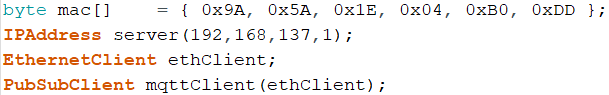 byte mac[]    = { 0x9A, 0x5A, 0x1E, 0x04, 0xB0, 0xDD };
IPAddress server(192,168,137,1);
EthernetClient ethClient;
PubSubClient mqttClient(ethClient);